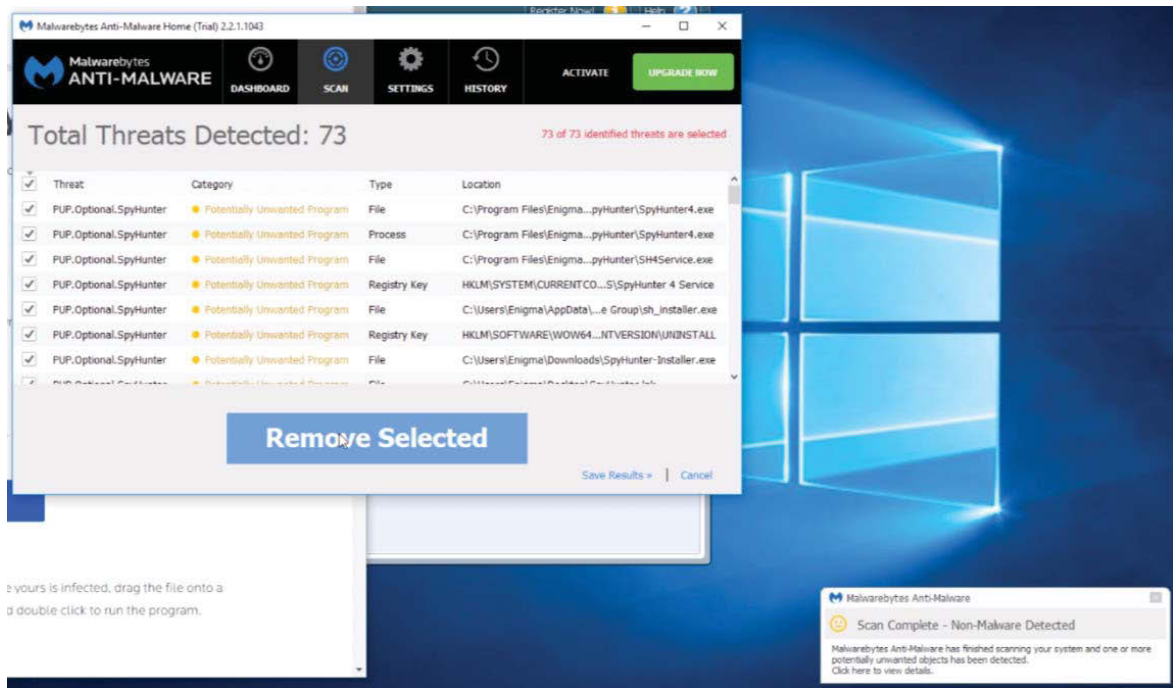 Register Now! Help
Malwarebytes Anti-Malware Home (Trial) 2.2.1.1043
Malwarebytes
ANTI-MALWARE
DASHBOARD SCAN SETTINGS HISTORY ACTIVATE UPGRADE NOW
Total Threats Detected: 73 73 of 73 identified threats are selected
Threat Category Type Location
PUP.Optional.SpyHunter Potentially Unwanted Program File C:\Program Files\Enigma...pyHunter\SpyHunter4.exe
PUP.Optional.SpyHunter Potentially Unwanted Program Process C:\Program Files\Enigma...pyHunter\SpyHunter4.exe
PUP.Optional.SpyHunter Potentially Unwanted Program File C:\Program Files\Enigma...pyHunter\SH4Service.exe
PUP.Optional.SpyHunter Potentially Unwanted Program Registry Key HKLM\SYSTEM\CURRENTCO...S\SpyHunter 4 Service
PUP.Optional.SpyHunter Potentially Unwanted Program File C:\Users\Enigma\AppData\...e Group\sh_installer.exe
PUP.Optional.SpyHunter Potentially Unwanted Program Registry Key HKLM\SOFTWARE\WOW64...NTVERSION\UNINSTALL
PUP.Optional.SpyHunter Potentially Unwanted Program File C:\Users\Enigma\Downloads\SpyHunter-Installer.exe
Remove Selected
Save Results » | Cancel
e yours is infected, drag the file onto a
d double click to run the program.
Malwarebytes Anti-Malware
Scan Complete - Non-Malware Detected
Malwarebytes Anti-Malware has finished scanning your system and one or more
potentially unwanted objects has been detected.
Click here to view details.